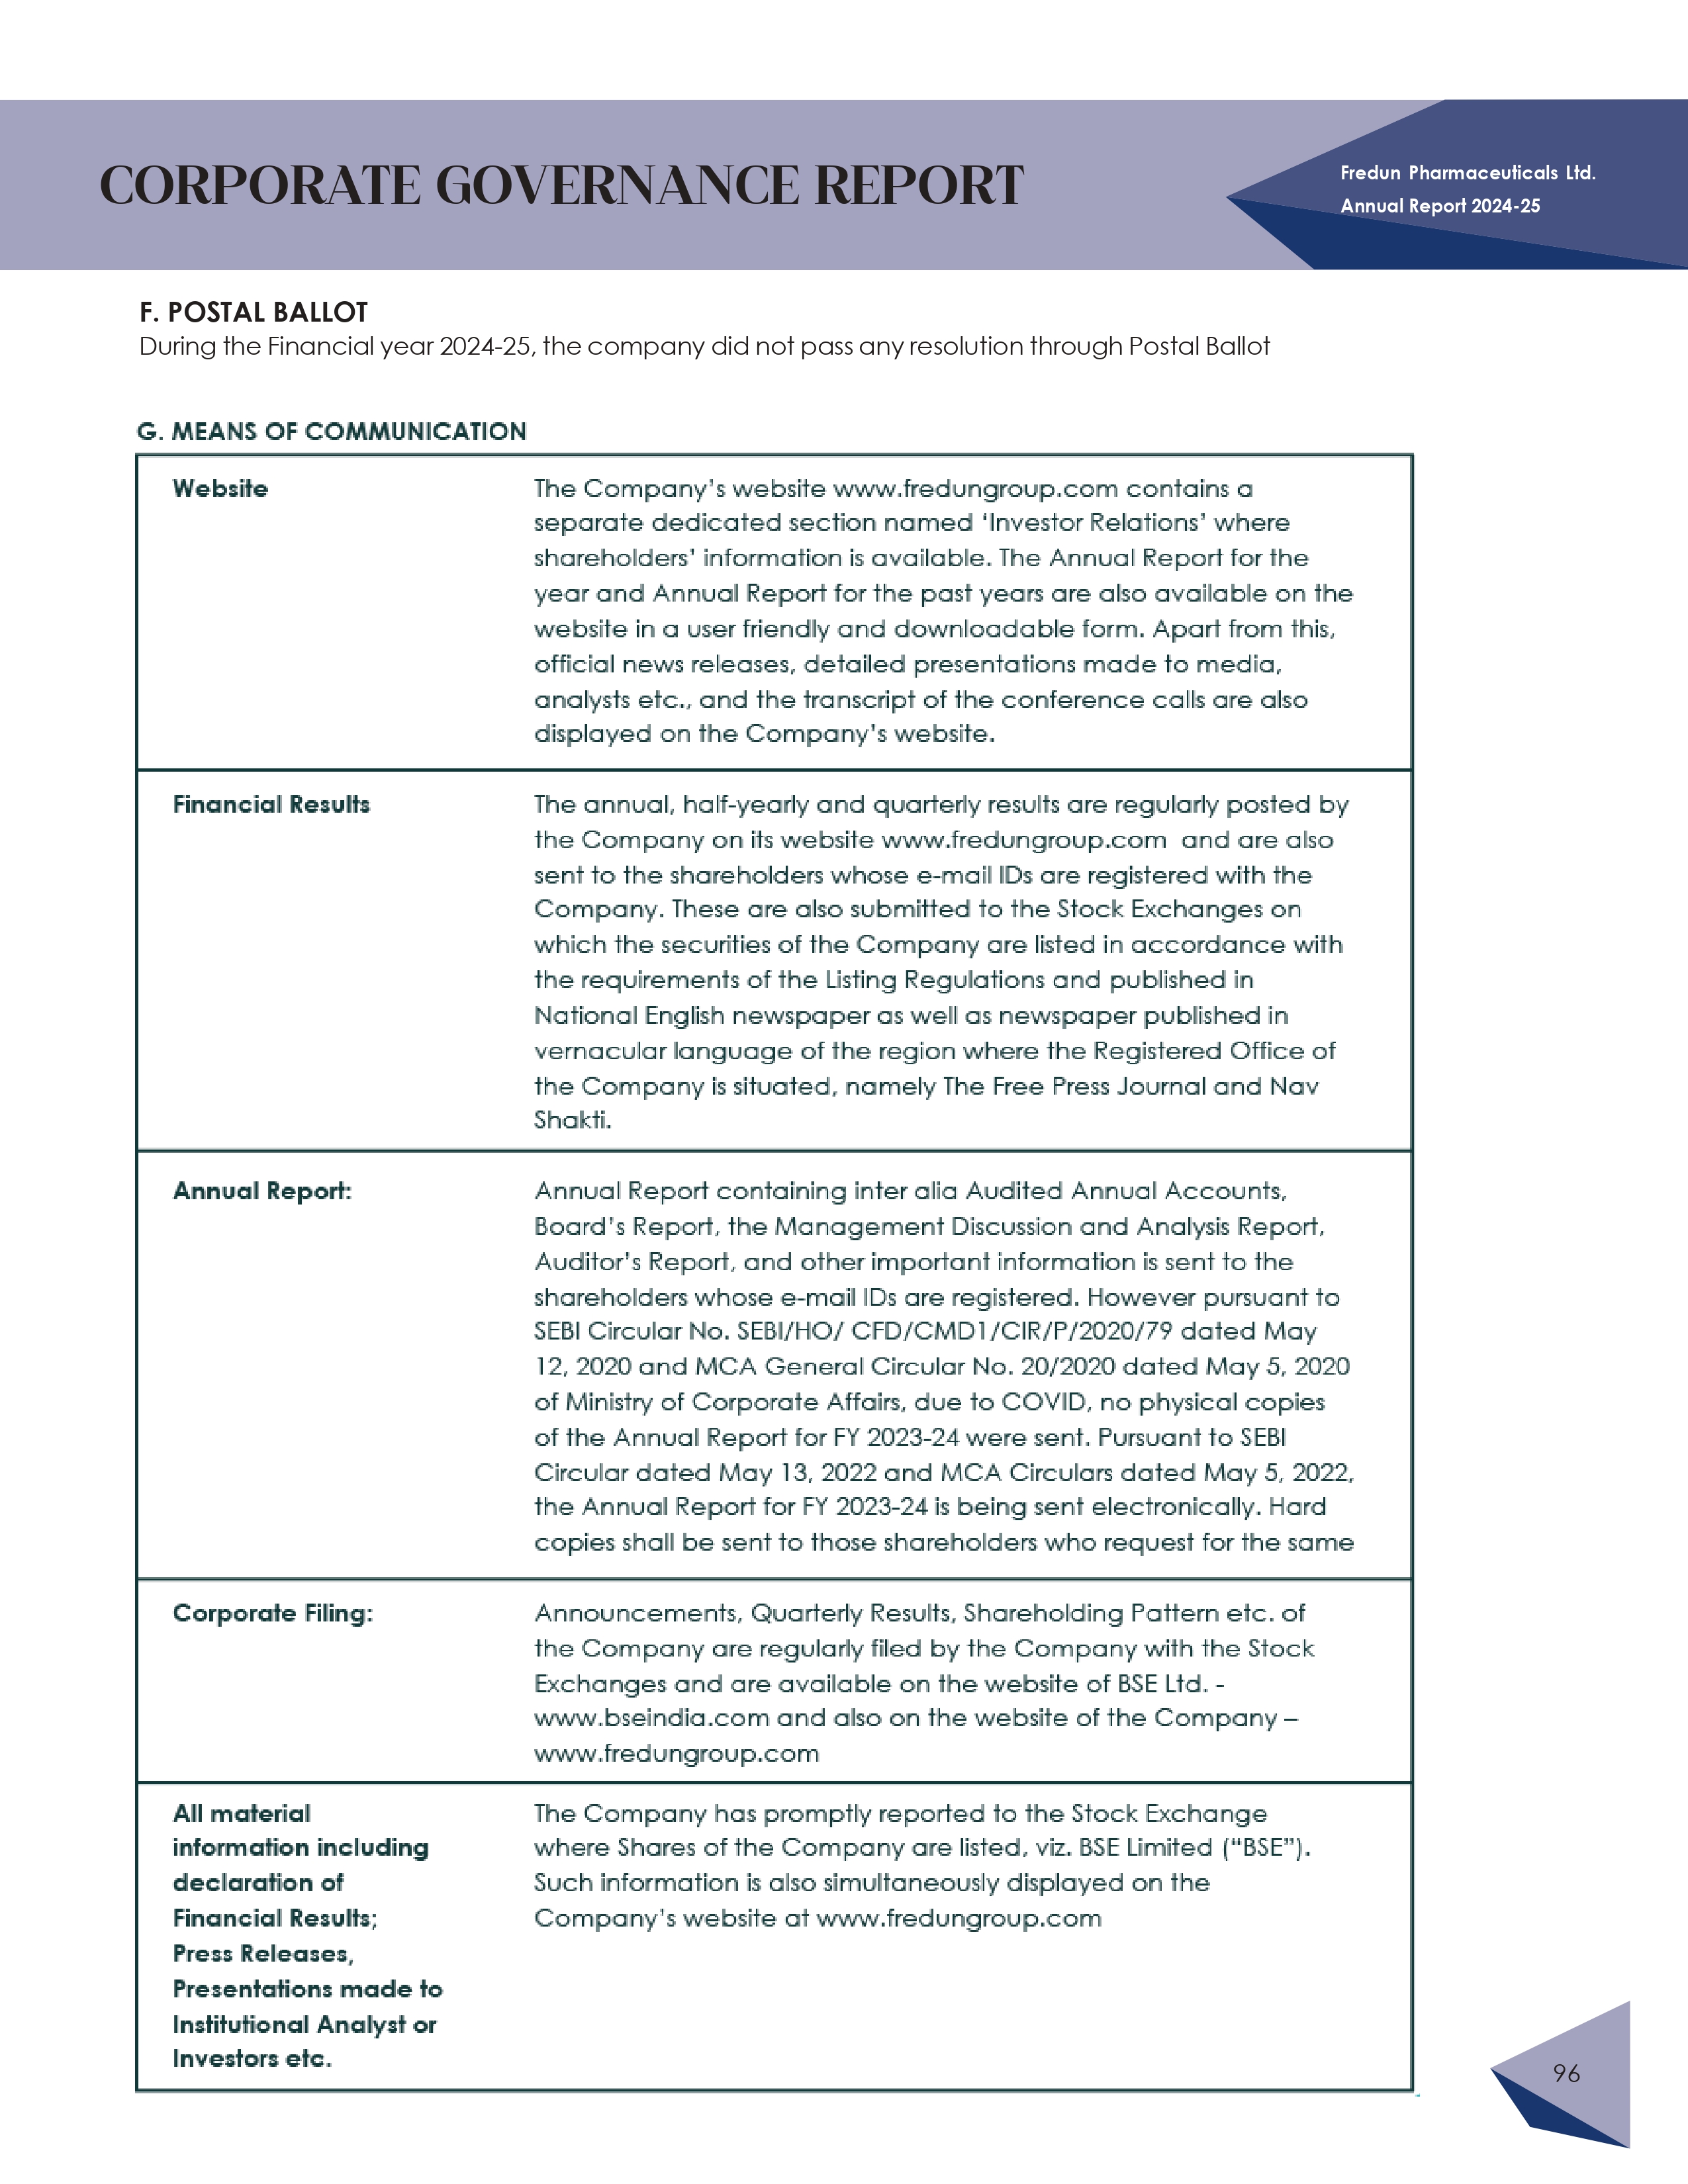 CORPORATE GOVERNANCE REPORT
Fredun Pharmaceuticals Ltd.
Annual Report 2024-25
F. POSTAL BALLOT
During the Financial year 2024-25, the company did not pass any resolution through Postal Ballot
G. MEANS OF COMMUNICATION
Website
The Company's website www.fredungroup.com contains a
separate dedicated section named 'Investor Relations' where
shareholders' information is available. The Annual Report for the
year and Annual Report for the past years are also available on the
website in a user friendly and downloadable form. Apart from this,
official news releases, detailed presentations made to media,
analysts etc., and the transcript of the conference calls are also
displayed on the Company's website.
Financial Results
The annual, half-yearly and quarterly results are regularly posted by
the Company on its website www.fredungroup.com and are also
sent to the shareholders whose e-mail IDs are registered with the
Company. These are also submitted to the Stock Exchanges on
which the securities of the Company are listed in accordance with
the requirements of the Listing Regulations and published in
National English newspaper as well as newspaper published in
vernacular language of the region where the Registered Office of
the Company is situated, namely The Free Press Journal and Nav
Shakti.
Annual Report:
Annual Report containing inter alia Audited Annual Accounts,
Board's Report, the Management Discussion and Analysis Report,
Auditor's Report, and other important information is sent to the
shareholders whose e-mail IDs are registered. However pursuant to
SEBI Circular No. SEBI/HO/ CFD/CMD1/CIR/P/2020/79 dated May
12, 2020 and MCA General Circular No. 20/2020 dated May 5, 2020
of Ministry of Corporate Affairs, due to COVID, no physical copies
of the Annual Report for FY 2023-24 were sent. Pursuant to SEBI
Circular dated May 13, 2022 and MCA Circulars dated May 5, 2022,
the Annual Report for FY 2023-24 is being sent electronically. Hard
copies shall be sent to those shareholders who request for the same
Corporate Filing:
Announcements, Quarterly Results, Shareholding Pattern etc. of
the Company are regularly filed by the Company with the Stock
Exchanges and are available on the website of BSE Ltd. -
www.bseindia.com and also on the website of the Company –
www.fredungroup.com
All material
information including
declaration of
Financial Results;
Press Releases,
Presentations made to
Institutional Analyst or
Investors etc.
The Company has promptly reported to the Stock Exchange
where Shares of the Company are listed, viz. BSE Limited ("BSE").
Such information is also simultaneously displayed on the
Company's website at www.fredungroup.com
96